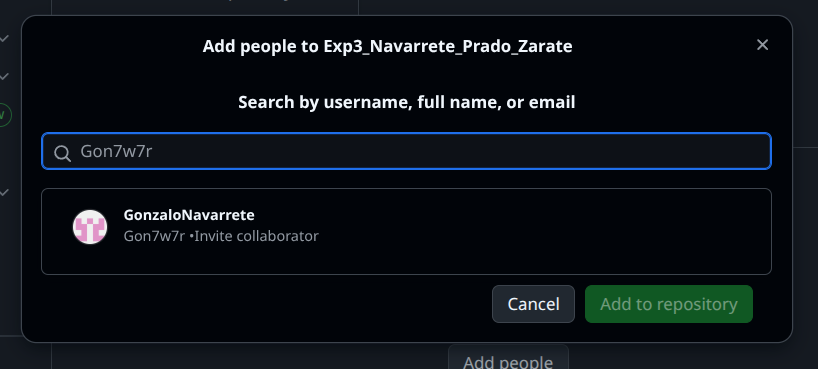 Add people to Exp3_Navarrete_Prado_Zarate
Search by username, full name, or email
Gon7w7r
GonzaloNavarrete
Gon7w7r •Invite collaborator
Cancel
Add to repository
Add people